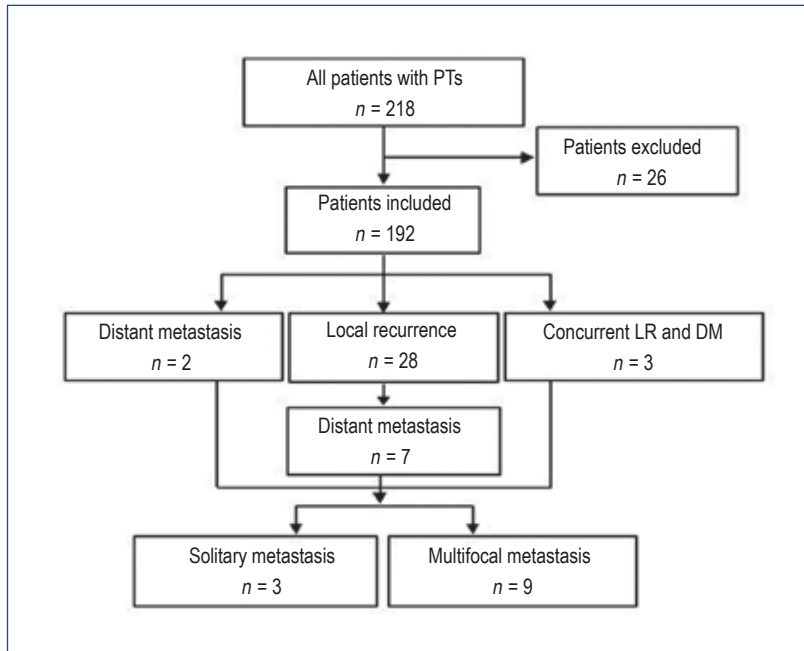 All patients with PTs
n = 218
Patients excluded
n = 26
Patients included
n = 192
Distant metastasis
n = 2
Local recurrence
n = 28
Concurrent LR and DM
n = 3
Distant metastasis
n = 7
Solitary metastasis
n = 3
Multifocal metastasis
n = 9